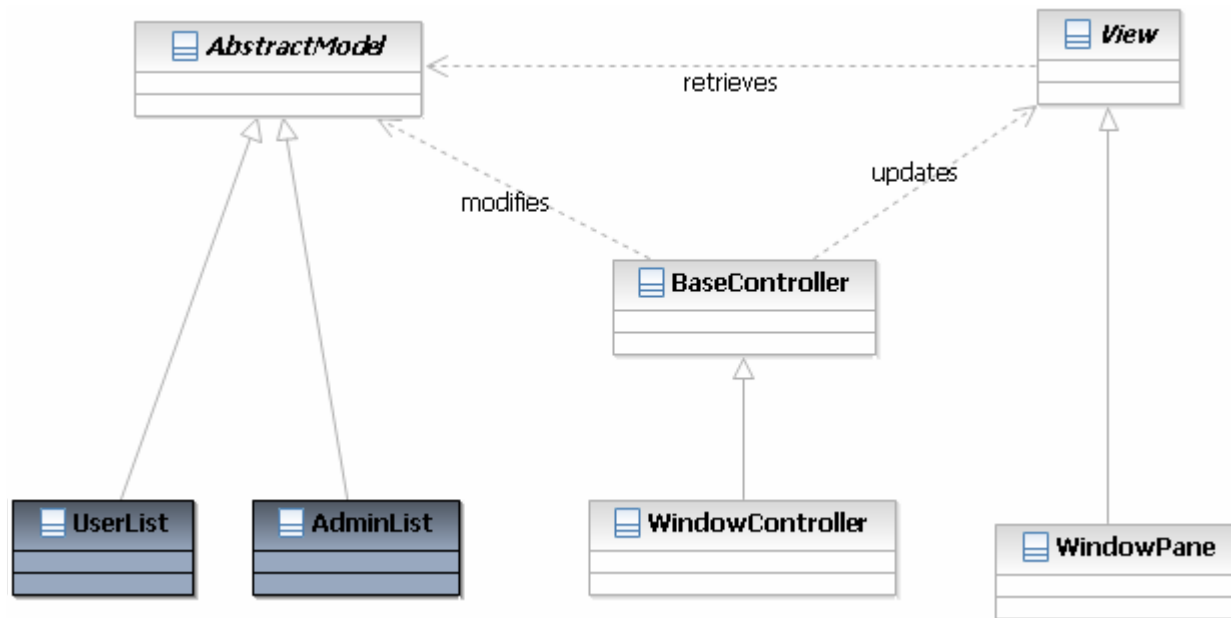 AbstractModel
View
retrieves
updates
modifies
BaseController
UserList
AdminList
WindowController
WindowPane